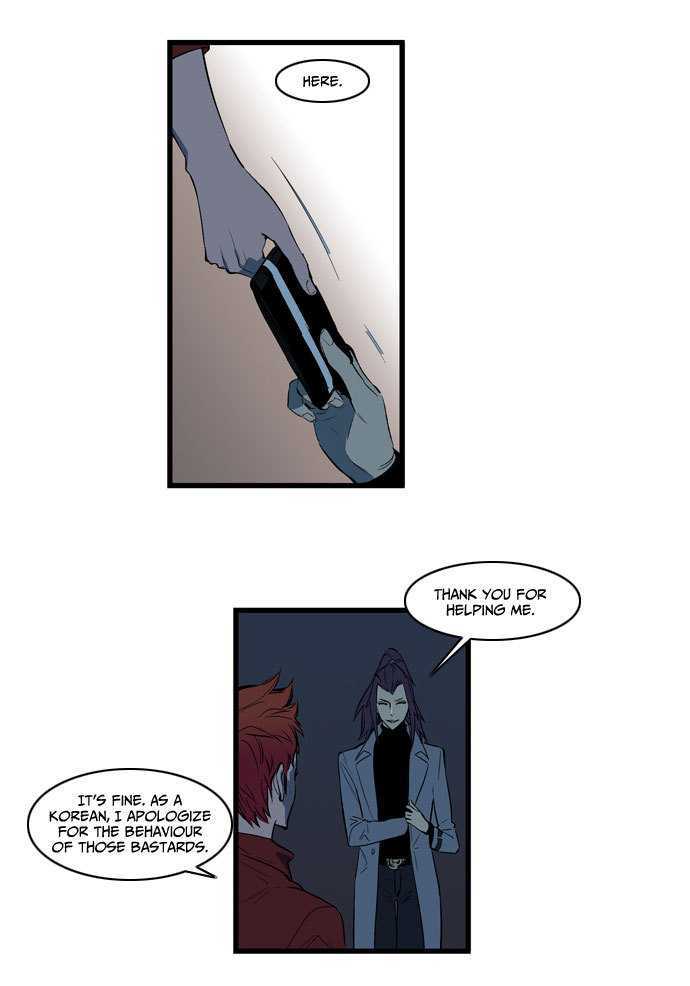 HERE.
THANK YOU FOR
HELPING ME.
IT'S FINE. AS A
KOREAN, I APOLOGIZE
FOR THE BEHAVIOUR
OF THOSE BASTARDS.